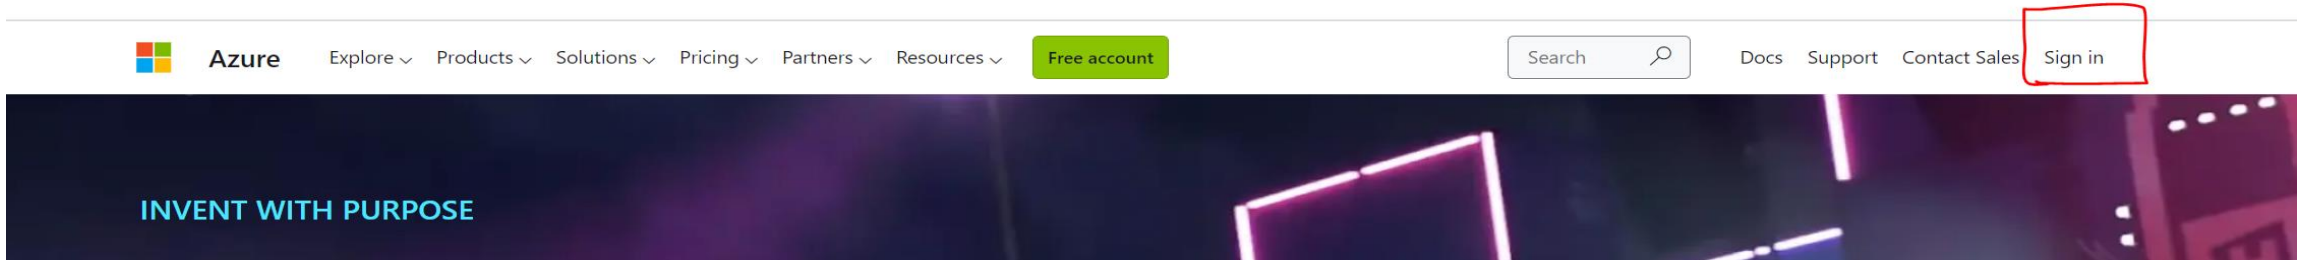 Azure Explore Products Solutions Pricing Partners Resources Free account Search Docs Support Contact Sales Sign in
INVENT WITH PURPOSE